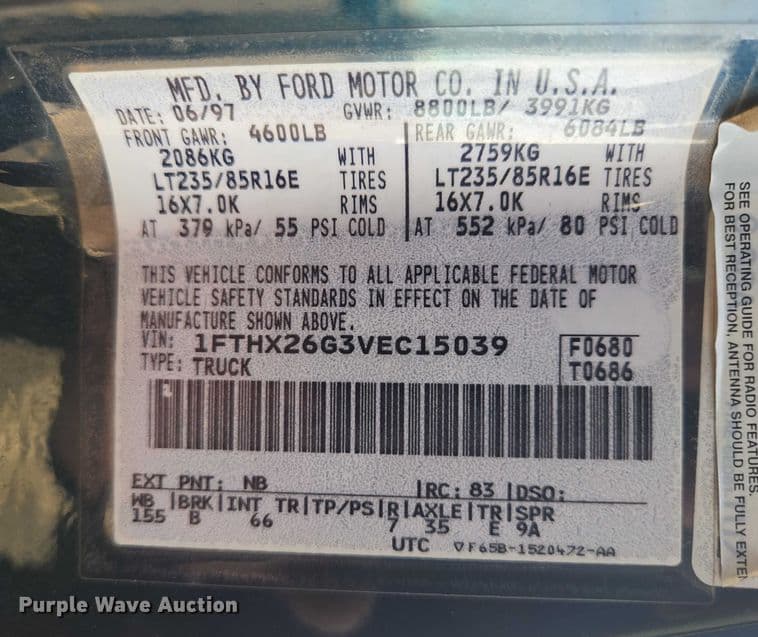 MFD. BY FORD MOTOR CO. IN U.S.A.
DATE: 06/97 GVWR: 8800LB/ 3991KG
FRONT GAWR: 4600LB REAR GAWR: 6084LB
2086KG WITH 2759KG WITH
LT235/85R16E TIRES LT235/85R16E TIRES
16X7.0K RIMS 16X7.0K RIMS
AT 379 kPa/ 55 PSI COLD AT 552 kPa/ 80 PSI COLD
THIS VEHICLE CONFORMS TO ALL APPLICABLE FEDERAL MOTOR
VEHICLE SAFETY STANDARDS IN EFFECT ON THE DATE OF
MANUFACTURE SHOWN ABOVE.
VIN: 1FTHX26G3VEC15039 F0680
TYPE: TRUCK T0686
2
EXT PNT: NB RC: 83 DSO:
WB BRK INT TR TP/PS R AXLE TR SPR
155 B 66 7 35 E 9A
UTC ▽F65B-1520472-AA
SEE OPERATING GUIDE FOR RADIO FEATURES.
FOR BEST RECEPTION, ANTENNA SHOULD BE FULLY EXTEN
Purple Wave Auction